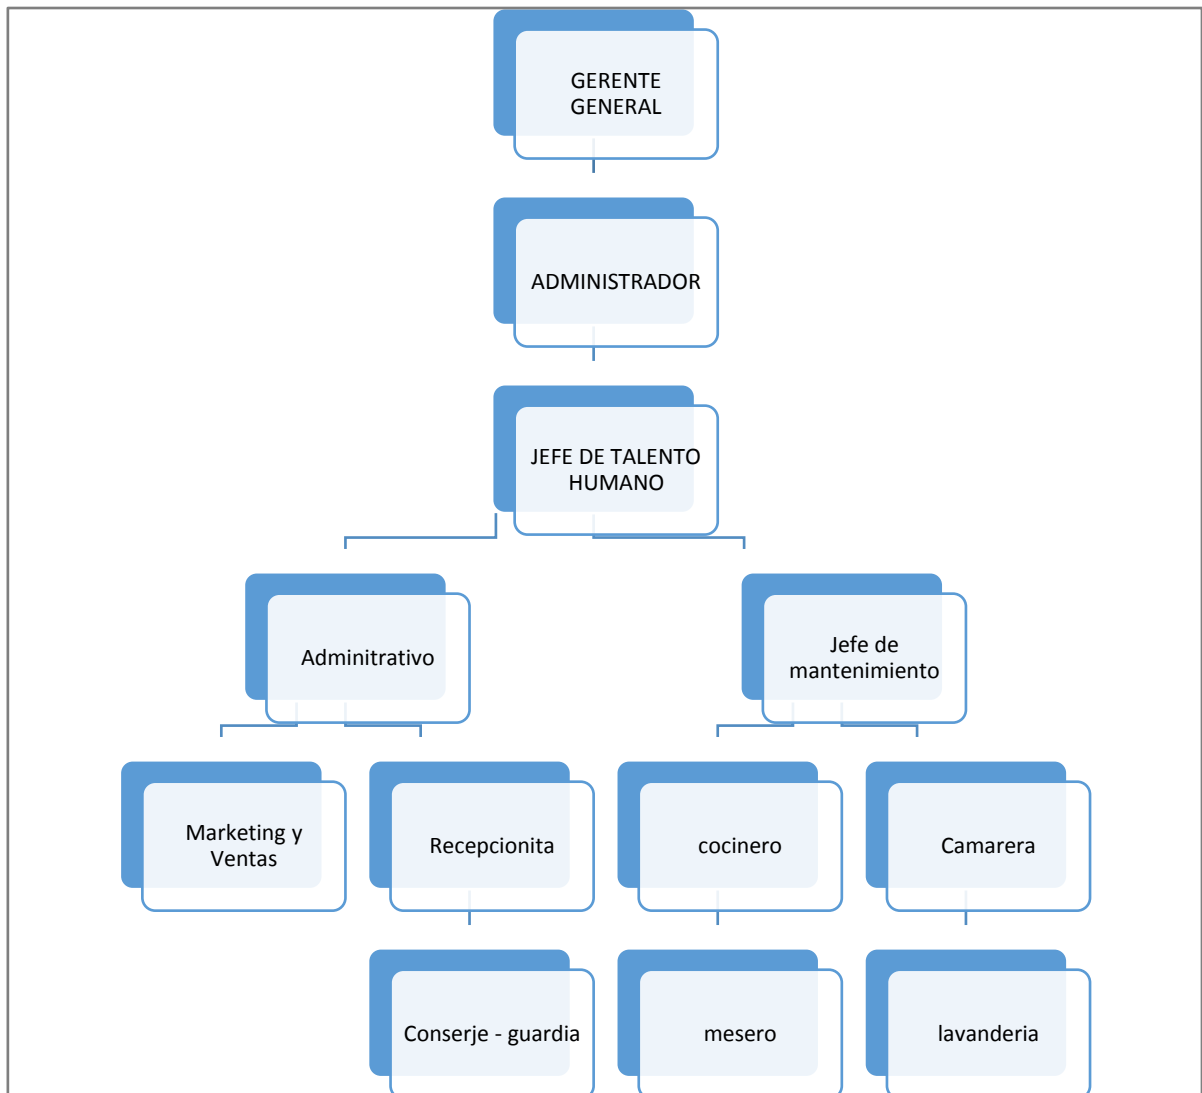 GERENTE
GENERAL
ADMINISTRADOR
JEFE DE TALENTO
HUMANO
Adminitrativo
Jefe de
mantenimiento
Marketing y
Ventas
Recepcionita
cocinero
Camarera
Conserje - guardia
mesero
lavanderia